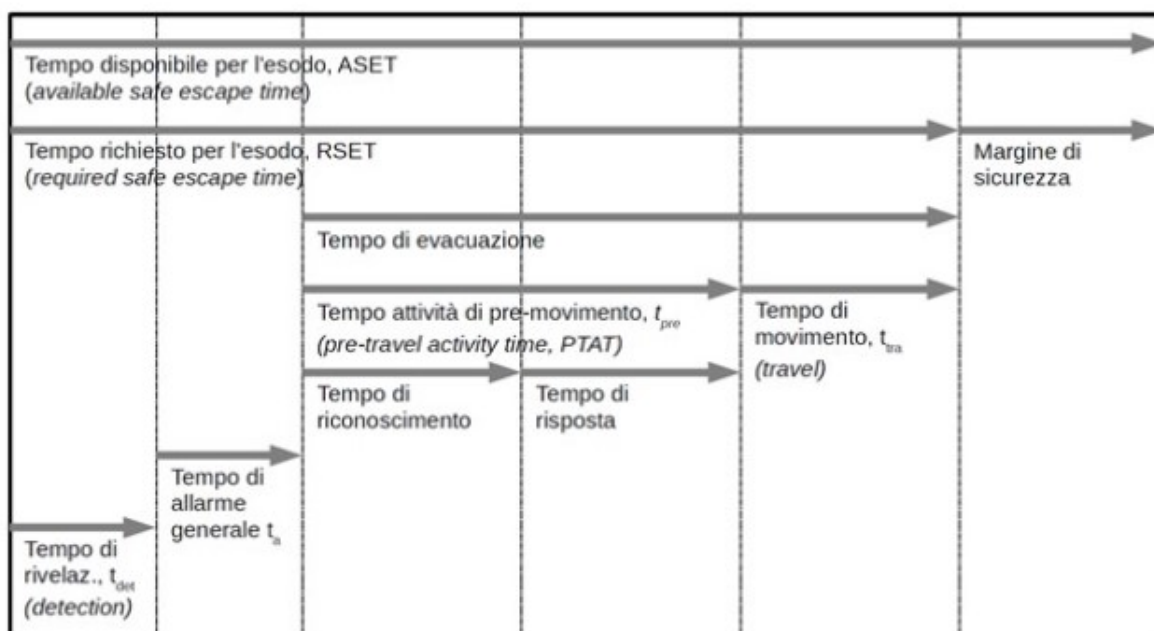 Tempo disponibile per l'esodo, ASET
(available safe escape time)
Tempo richiesto per l'esodo, RSET
(required safe escape time)
Margine di
sicurezza
Tempo di evacuazione
Tempo attività di pre-movimento, tpre
(pre-travel activity time, PTAT)
Tempo di
movimento, ttra
(travel)
Tempo di
riconoscimento
Tempo di
risposta
Tempo di
allarme
generale ta
Tempo di
rivelaz., tdet
(detection)